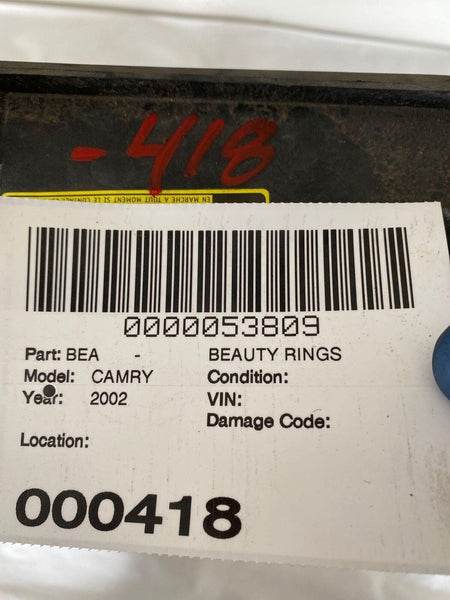 -418
EN MARCHE À TOUT MOMENT SI LE CONTACT
0000053809
Part: BEA - BEAUTY RINGS
Model: CAMRY Condition:
Year: 2002 VIN:
Damage Code:
Location:
000418